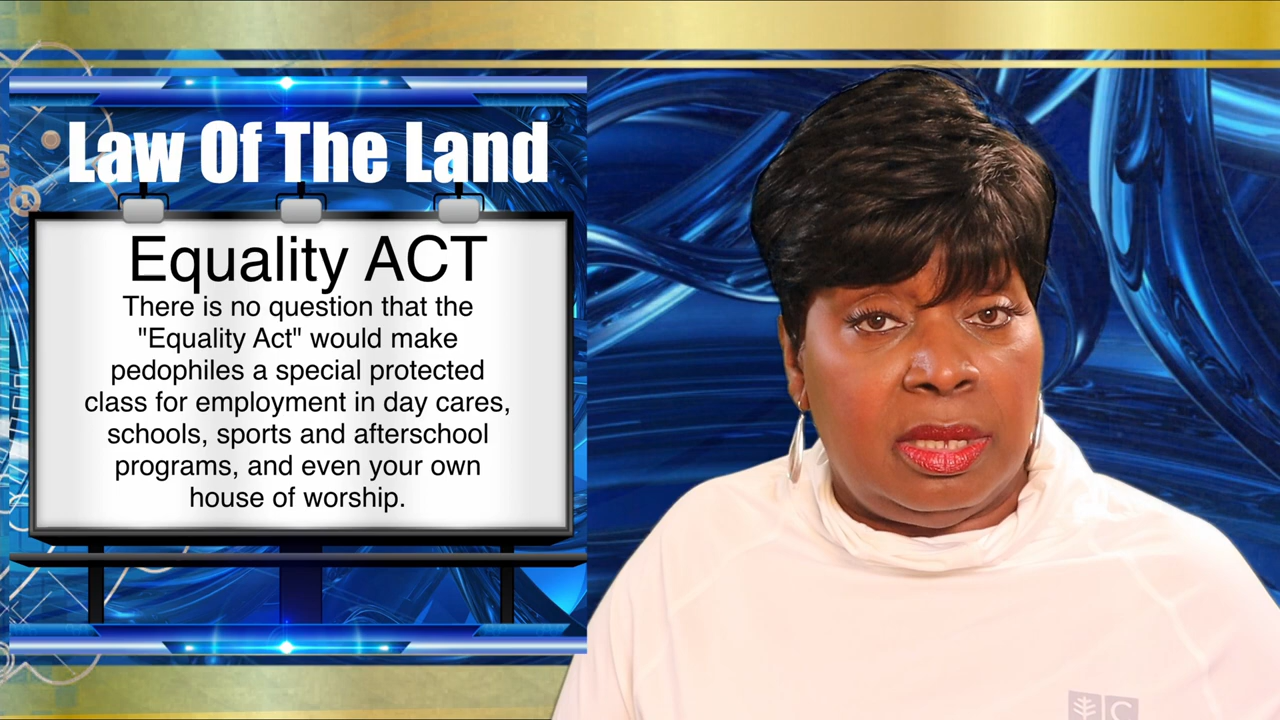 Law Of The Land
Equality ACT
There is no question that the
"Equality Act" would make
pedophiles a special protected
class for employment in day cares,
schools, sports and afterschool
programs, and even your own
house of worship.
C